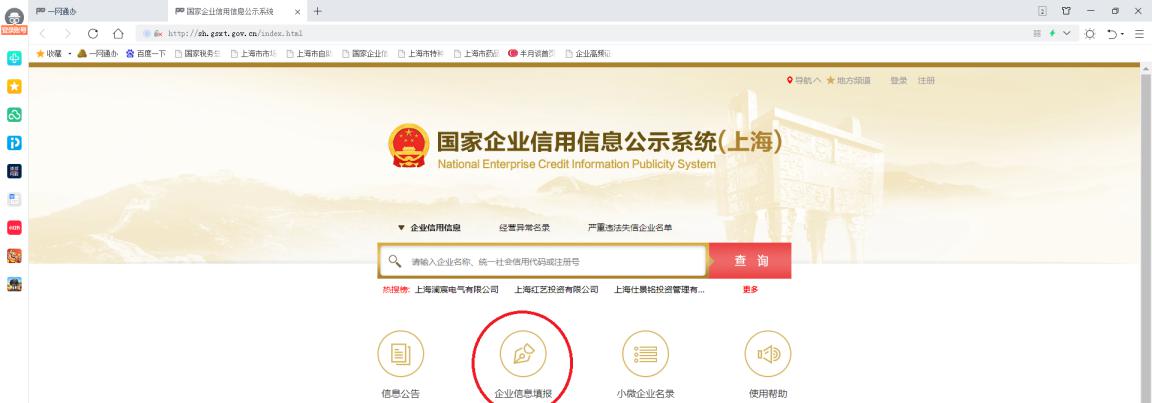 一网通办
国家企业信用信息公示系统
登录账号
http://sh.gsxt.gov.cn/index.html
收藏 一网通办 百度一下 国家税务 上海市市场 上海市自助 国家企业信 上海市特种 上海市药品 半月谈首页 企业高频
导航 地方频道 登录 注册
国家企业信用信息公示系统(上海)
National Enterprise Credit Information Publicity System
企业信用信息 经营异常名录 严重违法失信企业名单
请输入企业名称、统一社会信用代码或注册号 查 询
热搜榜: 上海澜宸电气有限公司 上海红艺投资有限公司 上海仕景铭投资管理有... 更多
信息公告 企业信息填报 小微企业名录 使用帮助